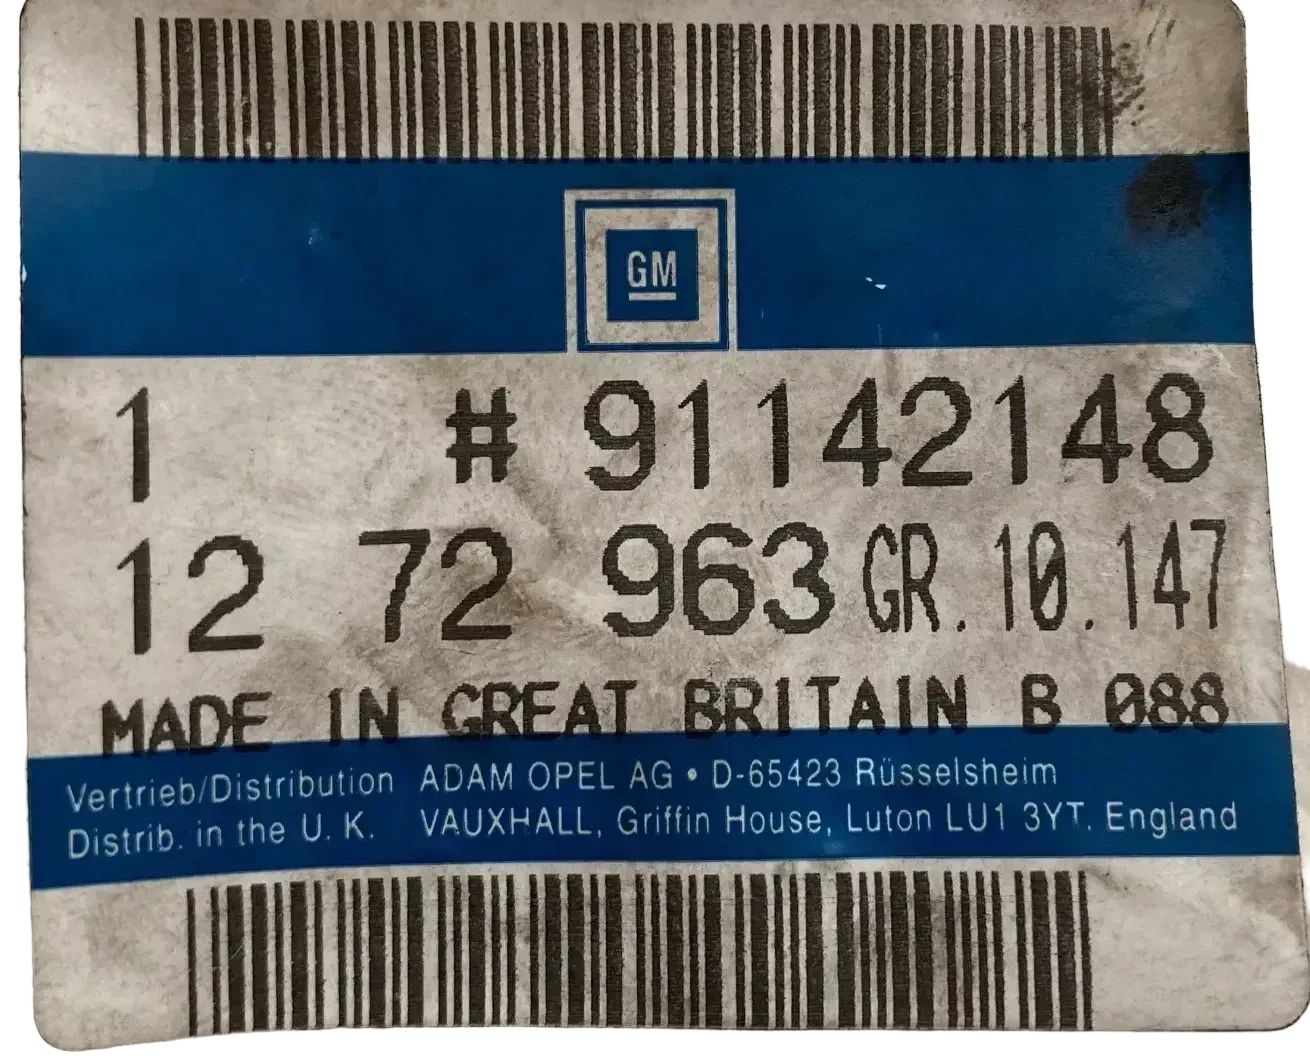 GM
1 # 91142148
12 72 963 GR. 10.147
MADE IN GREAT BRITAIN B 088
Vertrieb/Distribution ADAM OPEL AG • D-65423 Rüsselsheim
Distrib. in the U. K. VAUXHALL, Griffin House, Luton LU1 3YT. England